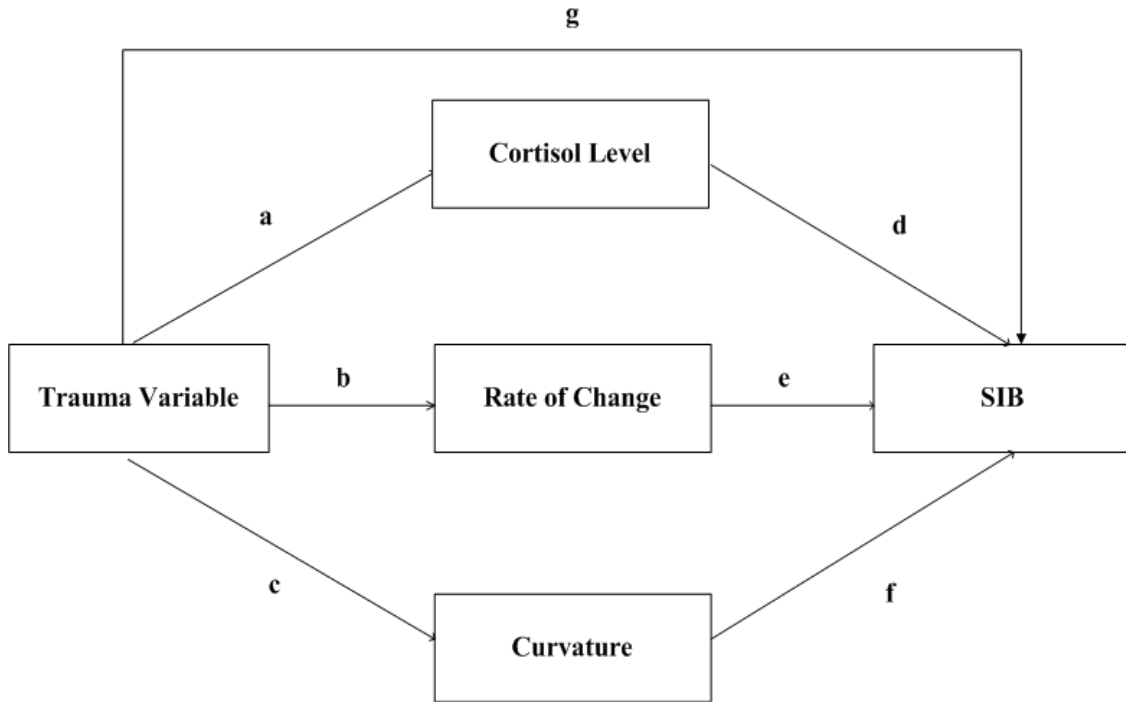 g
Cortisol Level
a
d
Trauma Variable
b
Rate of Change
e
SIB
c
f
Curvature